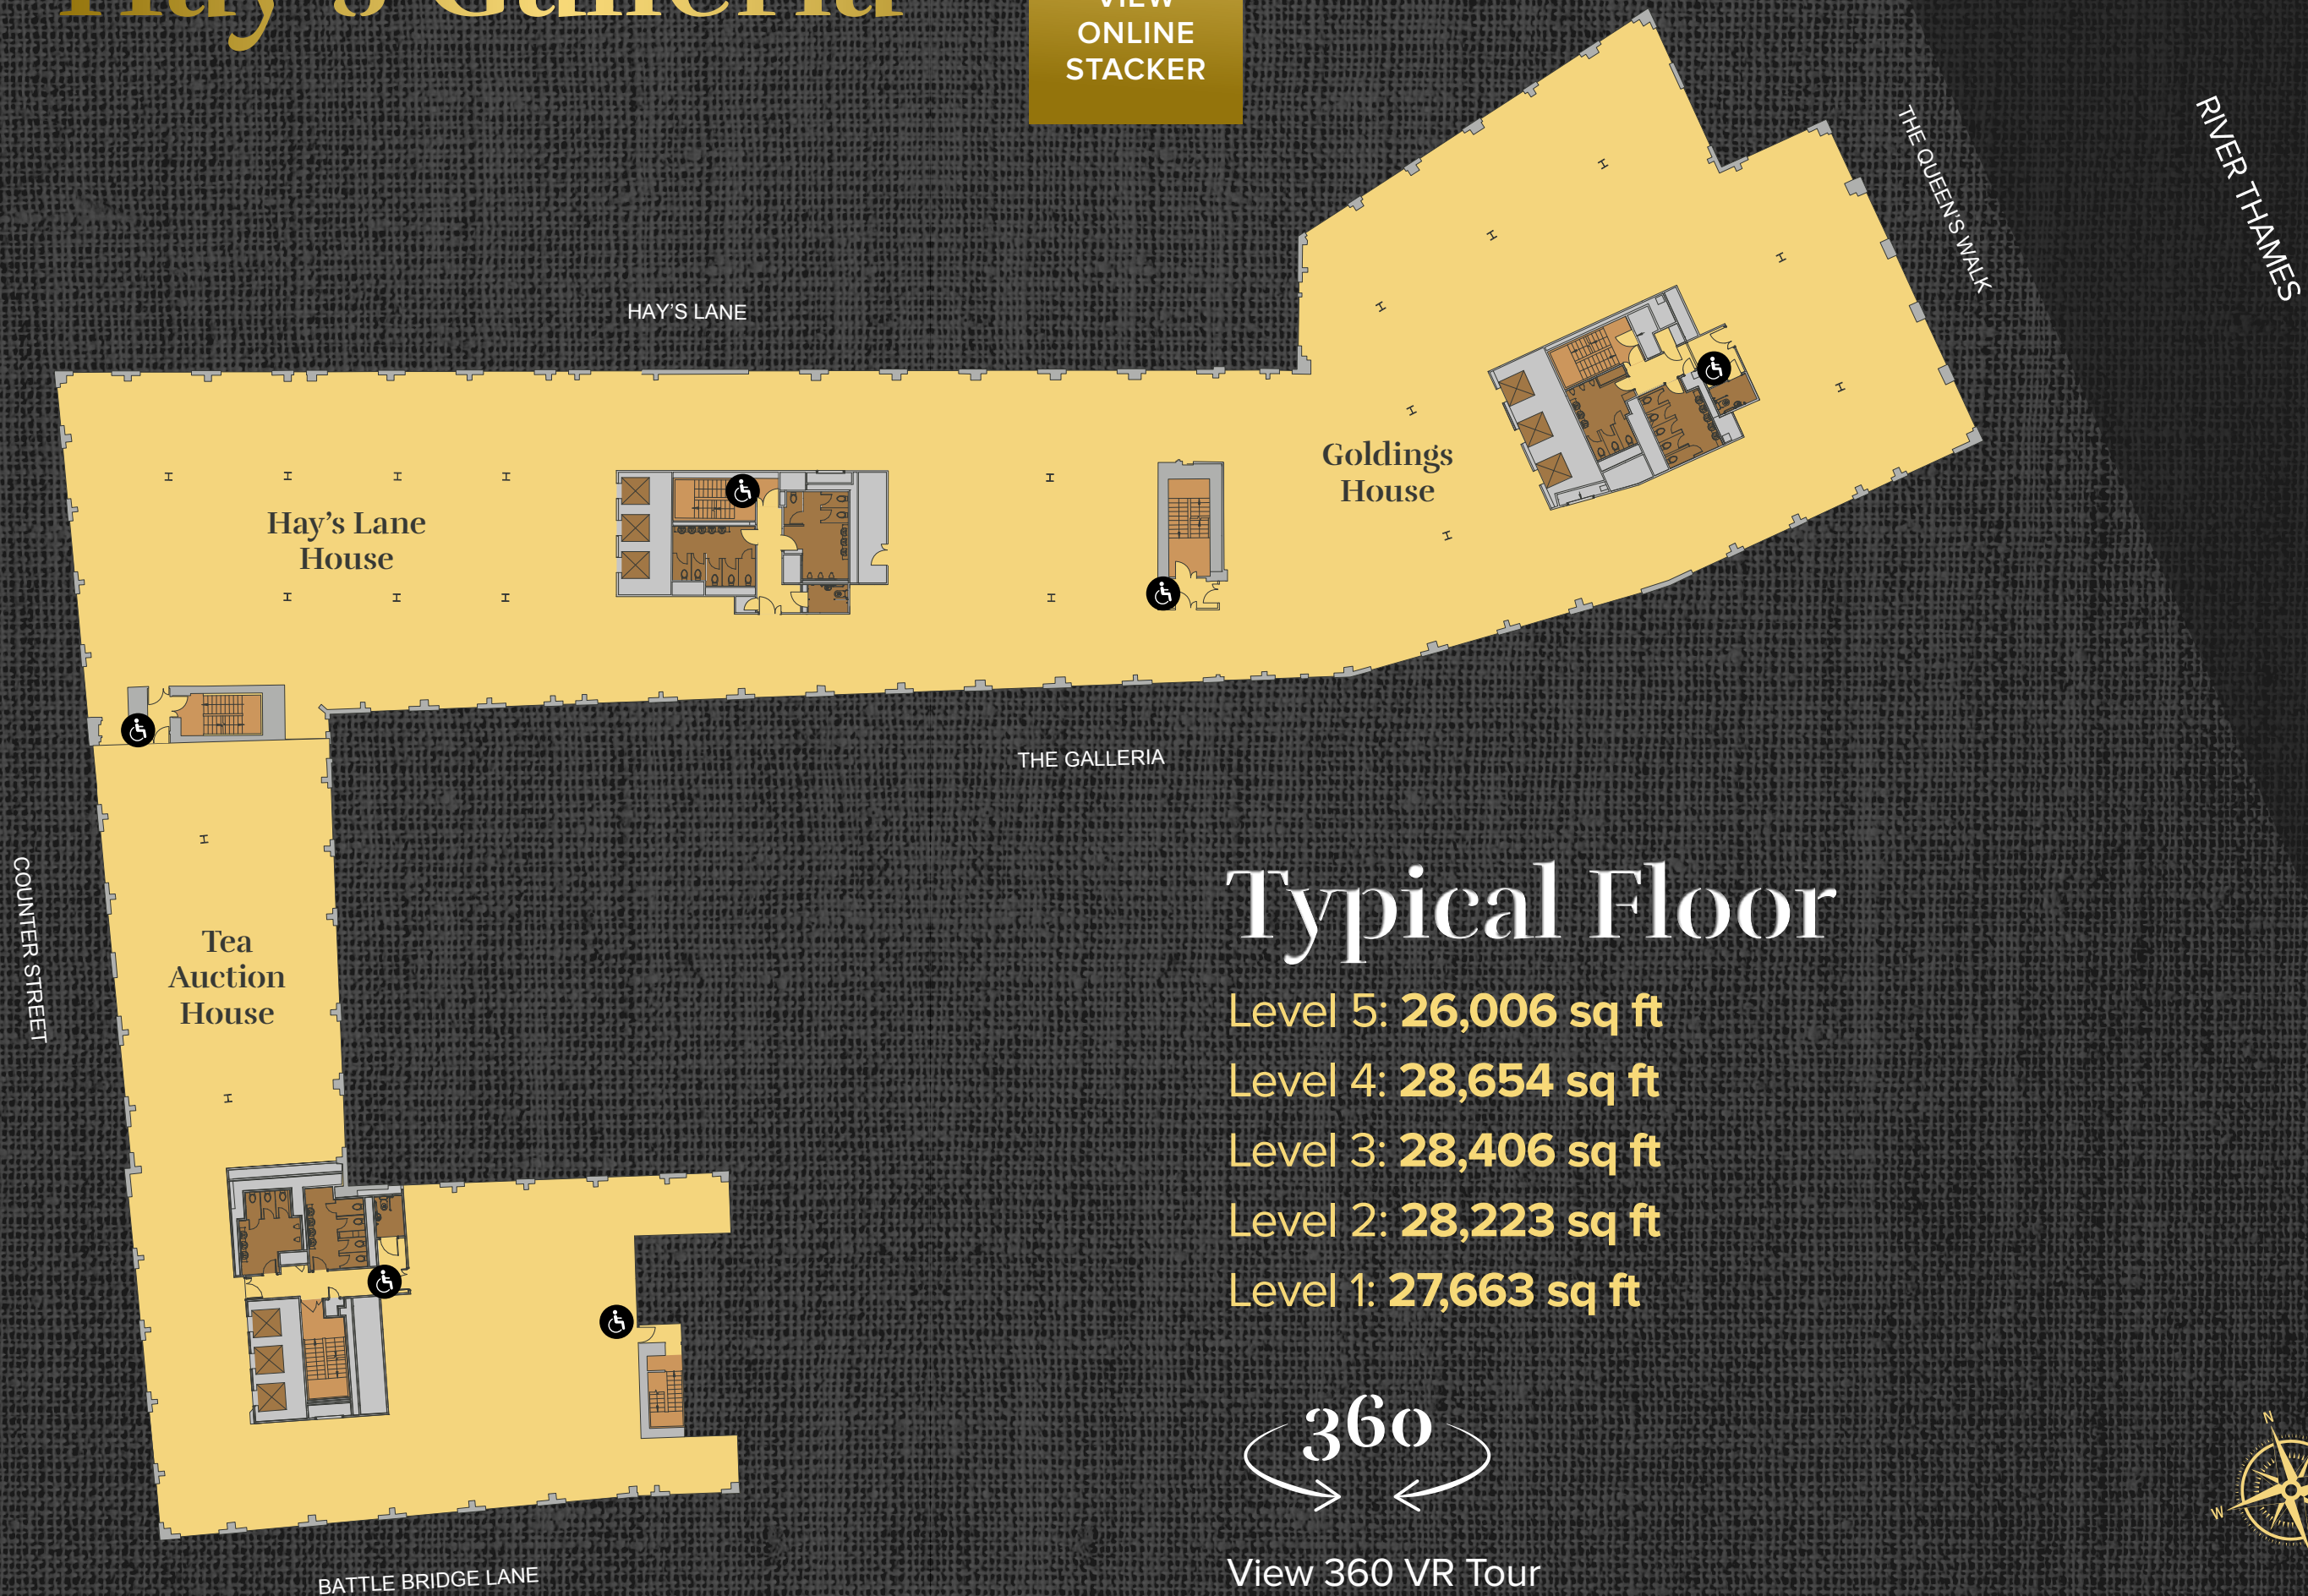 Hay's Galleria
VIEW
ONLINE
STACKER
RIVER THAMES
THE QUEEN'S WALK
HAY'S LANE
Goldings
House
Hay's Lane
House
THE GALLERIA
COUNTER STREET
Tea
Auction
House
Typical Floor
Level 5: 26,006 sq ft
Level 4: 28,654 sq ft
Level 3: 28,406 sq ft
Level 2: 28,223 sq ft
Level 1: 27,663 sq ft
360
N
W
View 360 VR Tour
BATTLE BRIDGE LANE